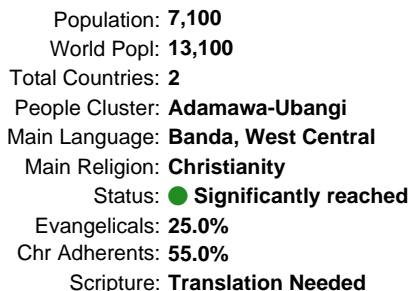 Population: 7,100
World Popl: 13,100
Total Countries: 2
People Cluster: Adamawa-Ubangi
Main Language: Banda, West Central
Main Religion: Christianity
Status: Significantly reached
Evangelicals: 25.0%
Chr Adherents: 55.0%
Scripture: Translation Needed